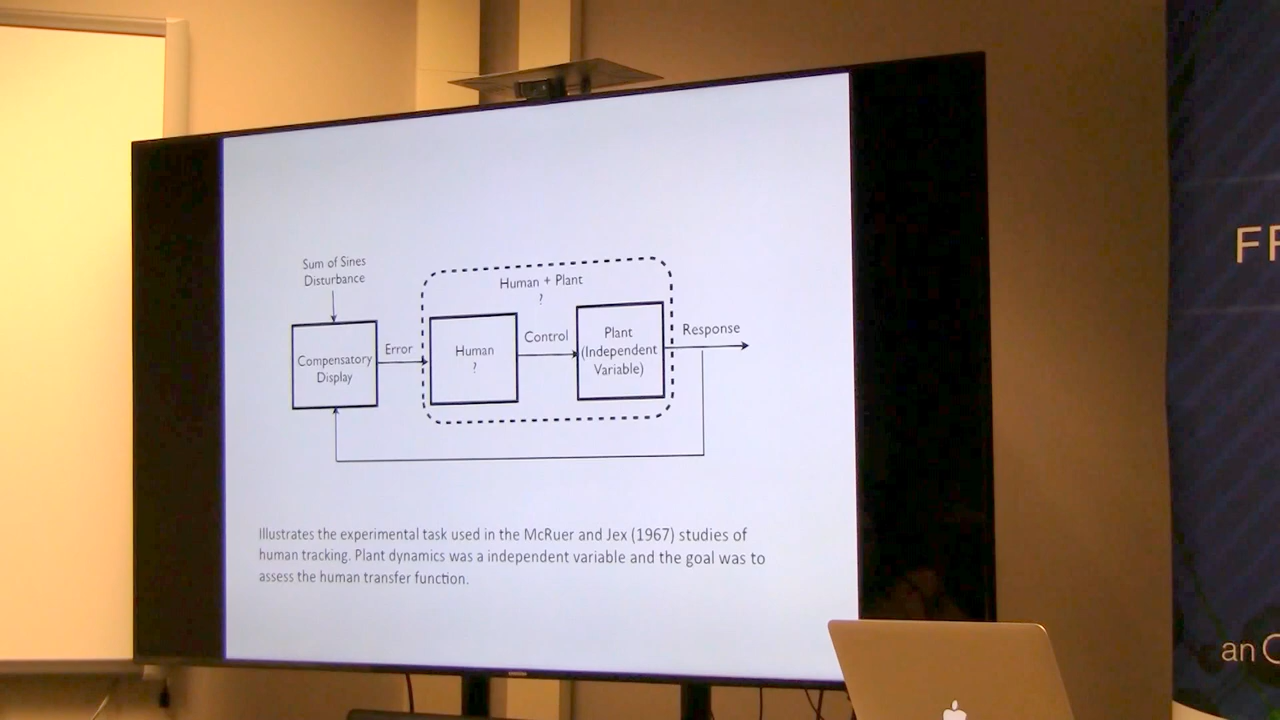 Sum of Sines
Disturbance
Human + Plant
?
Compensatory
Display
Error
Human
?
Control
Plant
(Independent
Variable)
Response
Illustrates the experimental task used in the McRuer and Jex (1967) studies of
human tracking. Plant dynamics was a independent variable and the goal was to
assess the human transfer function.
an